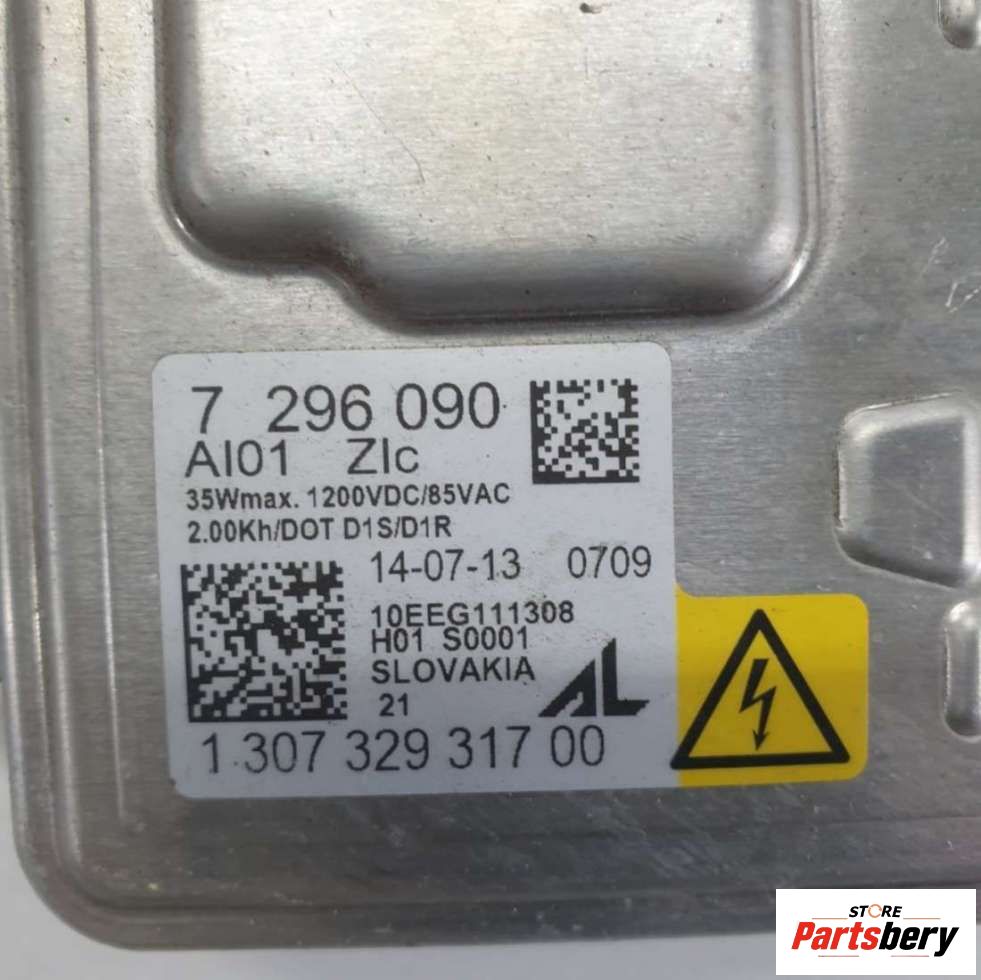 7 296 090
AI01 ZIc
35Wmax. 1200VDC/85VAC
2.00Kh/DOT D1S/D1R
14-07-13 0709
10EEG111308
H01 S0001
SLOVAKIA
21
AL
1 307 329 317 00
STORE
Partsbery